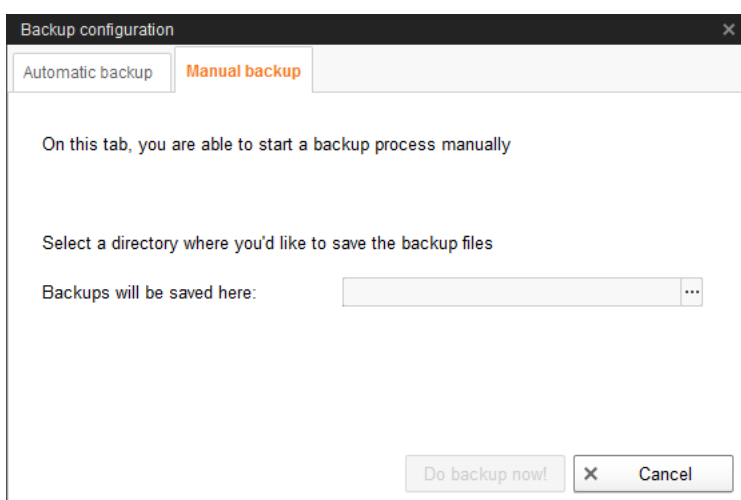 Backup configuration
Automatic backup Manual backup
On this tab, you are able to start a backup process manually
Select a directory where you'd like to save the backup files
Backups will be saved here: ...
Do backup now! Cancel